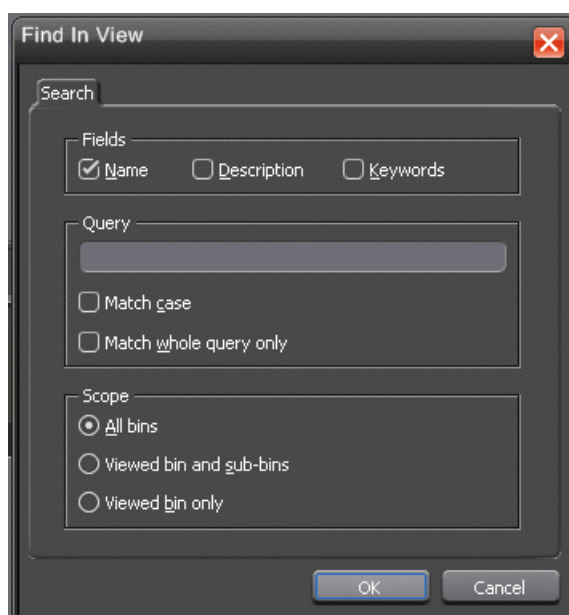 Find In View
Search
Fields
Name Description Keywords
Query
Match case
Match whole query only
Scope
All bins
Viewed bin and sub-bins
Viewed bin only
OK Cancel